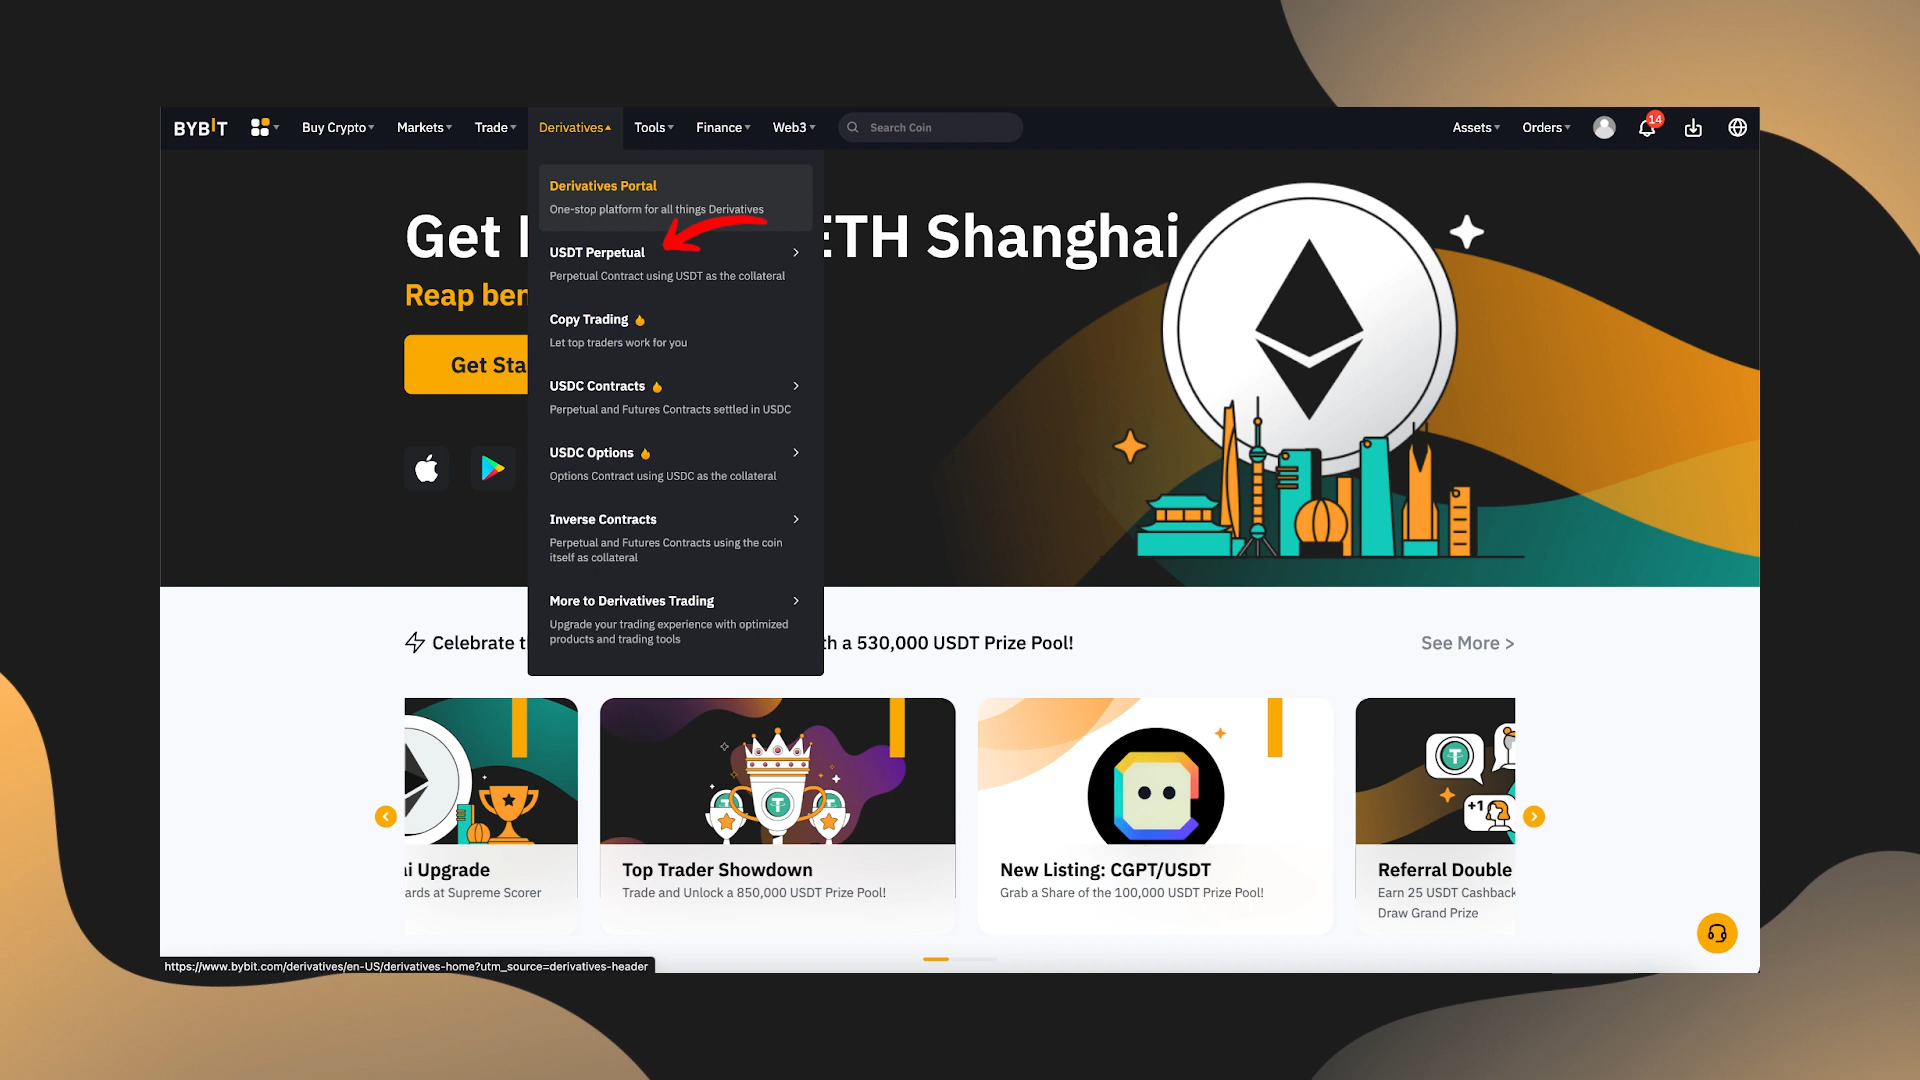 BYBIT
Buy Crypto
Markets
Trade
Derivatives
Tools
Finance
Web3
Search Coin
Assets
Orders
14
Derivatives Portal
One-stop platform for all things Derivatives
USDT Perpetual
Perpetual Contract using USDT as the collateral
Copy Trading
Let top traders work for you
USDC Contracts
Perpetual and Futures Contracts settled in USDC
USDC Options
Options Contract using USDC as the collateral
Inverse Contracts
Perpetual and Futures Contracts using the coin
itself as collateral
More to Derivatives Trading
Upgrade your trading experience with optimized
products and trading tools
Get
ETH Shanghai
Reap ben
Get Sta
Celebrate t
th a 530,000 USDT Prize Pool!
See More >
ai Upgrade
ards at Supreme Scorer
Top Trader Showdown
Trade and Unlock a 850,000 USDT Prize Pool!
New Listing: CGPT/USDT
Grab a Share of the 100,000 USDT Prize Pool!
+1
Referral Double
Earn 25 USDT Cashback
Draw Grand Prize
https://www.bybit.com/derivatives/en-US/derivatives-home?utm_source=derivatives-header